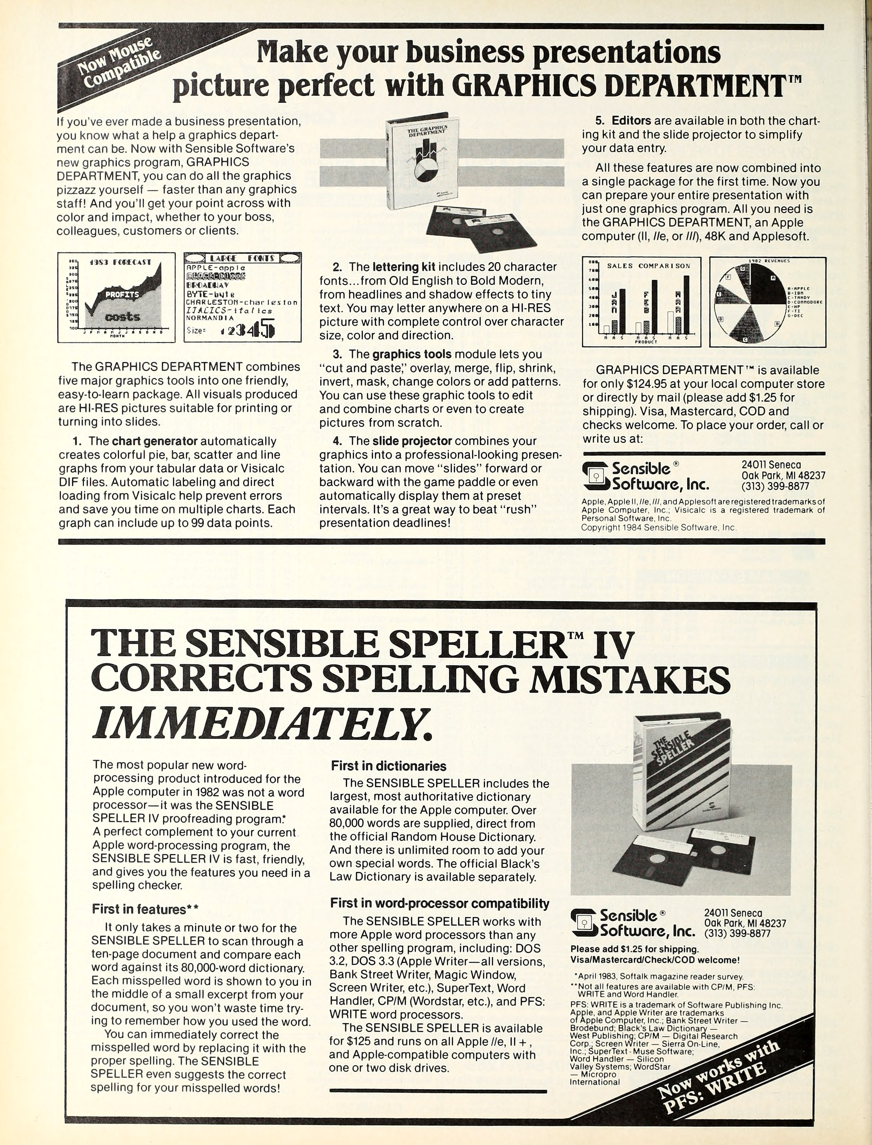 Now Mouse
Compatible
Make your business presentations
picture perfect with GRAPHICS DEPARTMENT™
If you've ever made a business presentation,
you know what a help a graphics depart-
ment can be. Now with Sensible Software's
new graphics program, GRAPHICS
DEPARTMENT, you can do all the graphics
pizzazz yourself — faster than any graphics
staff! And you'll get your point across with
color and impact, whether to your boss,
colleagues, customers or clients.
1983 FORECAST
PROFITS
COSTS
MONTH
LARGE FONTS
APPLE-apple
BROADWAY
BYTE-byte
CHARLESTON-charleston
ITALICS-italics
NORMANDIA
Size: 12345
The GRAPHICS DEPARTMENT combines
five major graphics tools into one friendly,
easy-to-learn package. All visuals produced
are HI-RES pictures suitable for printing or
turning into slides.
1. The chart generator automatically
creates colorful pie, bar, scatter and line
graphs from your tabular data or Visicalc
DIF files. Automatic labeling and direct
loading from Visicalc help prevent errors
and save you time on multiple charts. Each
graph can include up to 99 data points.
THE GRAPHICS
DEPARTMENT
2. The lettering kit includes 20 character
fonts...from Old English to Bold Modern,
from headlines and shadow effects to tiny
text. You may letter anywhere on a HI-RES
picture with complete control over character
size, color and direction.
3. The graphics tools module lets you
"cut and paste," overlay, merge, flip, shrink,
invert, mask, change colors or add patterns.
You can use these graphic tools to edit
and combine charts or even to create
pictures from scratch.
4. The slide projector combines your
graphics into a professional-looking presen-
tation. You can move "slides" forward or
backward with the game paddle or even
automatically display them at preset
intervals. It's a great way to beat "rush"
presentation deadlines!
5. Editors are available in both the chart-
ing kit and the slide projector to simplify
your data entry.
All these features are now combined into
a single package for the first time. Now you
can prepare your entire presentation with
just one graphics program. All you need is
the GRAPHICS DEPARTMENT, an Apple
computer (II, //e, or ///), 48K and Applesoft.
SALES COMPARISON
JAN
FEB
MAR
PRODUCT
1982 REVENUES
A-APPLE
B-IBM
C-TANDY
D-COMMODORE
E-HP
F-TI
G-DEC
GRAPHICS DEPARTMENT™ is available
for only $124.95 at your local computer store
or directly by mail (please add $1.25 for
shipping). Visa, Mastercard, COD and
checks welcome. To place your order, call or
write us at:
Sensible®
Software, Inc.
24011 Seneca
Oak Park, MI 48237
(313) 399-8877
Apple, Apple II, //e, ///, and Applesoft are registered trademarks of
Apple Computer, Inc.; Visicalc is a registered trademark of
Personal Software, Inc.
Copyright 1984 Sensible Software, Inc.
THE SENSIBLE SPELLER™ IV
CORRECTS SPELLING MISTAKES
IMMEDIATELY.
The most popular new word-
processing product introduced for the
Apple computer in 1982 was not a word
processor—it was the SENSIBLE
SPELLER IV proofreading program.*
A perfect complement to your current
Apple word-processing program, the
SENSIBLE SPELLER IV is fast, friendly,
and gives you the features you need in a
spelling checker.
First in features**
It only takes a minute or two for the
SENSIBLE SPELLER to scan through a
ten-page document and compare each
word against its 80,000-word dictionary.
Each misspelled word is shown to you in
the middle of a small excerpt from your
document, so you won't waste time try-
ing to remember how you used the word.
You can immediately correct the
misspelled word by replacing it with the
proper spelling. The SENSIBLE
SPELLER even suggests the correct
spelling for your misspelled words!
First in dictionaries
The SENSIBLE SPELLER includes the
largest, most authoritative dictionary
available for the Apple computer. Over
80,000 words are supplied, direct from
the official Random House Dictionary.
And there is unlimited room to add your
own special words. The official Black's
Law Dictionary is available separately.
First in word-processor compatibility
The SENSIBLE SPELLER works with
more Apple word processors than any
other spelling program, including: DOS
3.2, DOS 3.3 (Apple Writer—all versions,
Bank Street Writer, Magic Window,
Screen Writer, etc.), SuperText, Word
Handler, CP/M (Wordstar, etc.), and PFS:
WRITE word processors.
The SENSIBLE SPELLER is available
for $125 and runs on all Apple //e, II +,
and Apple-compatible computers with
one or two disk drives.
THE
SENSIBLE
SPELLER
Sensible®
Software, Inc.
24011 Seneca
Oak Park, MI 48237
(313) 399-8877
Please add $1.25 for shipping.
Visa/Mastercard/Check/COD welcome!
*April 1983, Softalk magazine reader survey.
**Not all features are available with CP/M, PFS:
WRITE and Word Handler.
PFS: WRITE is a trademark of Software Publishing Inc.
Apple, and Apple Writer are trademarks
of Apple Computer, Inc.; Bank Street Writer —
Brodebund; Black's Law Dictionary —
West Publishing; CP/M — Digital Research
Corp.; Screen Writer — Sierra On-Line,
Inc.; SuperText - Muse Software;
Word Handler — Silicon
Valley Systems; WordStar
— Micropro
International
Now works with
PFS: WRITE